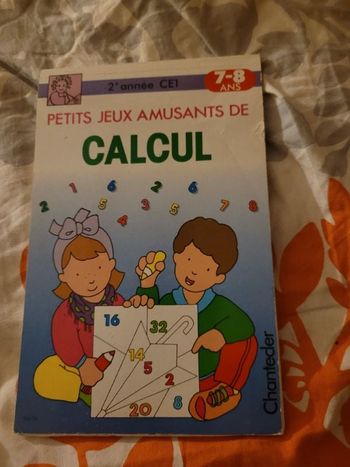 2e année CE1
7-8
ANS
PETITS JEUX AMUSANTS DE
CALCUL
1 6 2 6
2 5 4 3 5 7 8
16 32
14
5
2
20 8
Chantecler